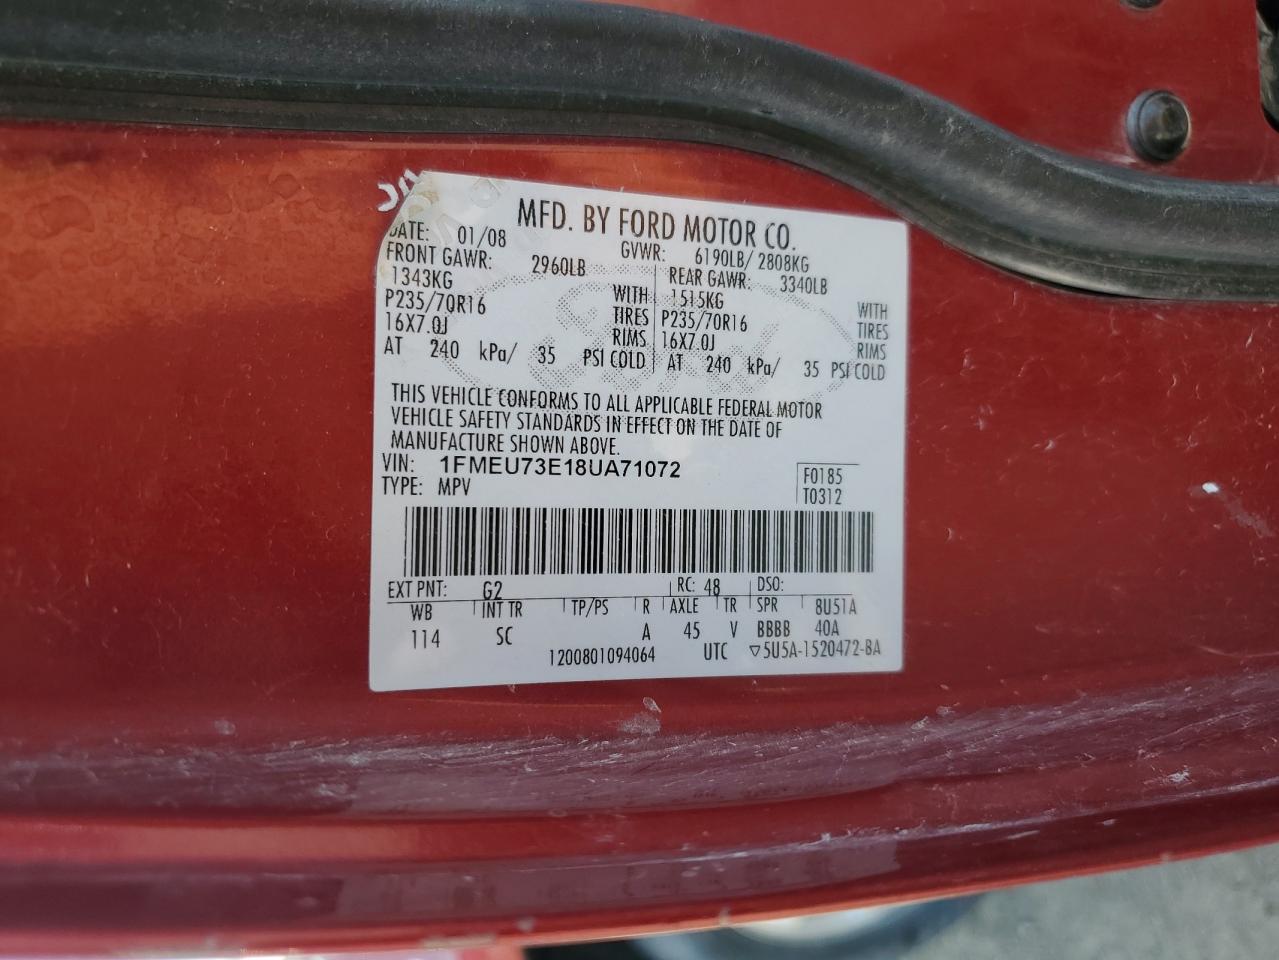 MFD. BY FORD MOTOR CO.
DATE: 01/08 GVWR: 6190LB/2808KG
FRONT GAWR: 2960LB REAR GAWR: 3340LB
1343KG WITH 1515KG WITH
P235/70R16 TIRES P235/70R16 TIRES
16X7.0J RIMS 16X7.0J RIMS
AT 240 kPa/ 35 PSI COLD AT 240 kPa/ 35 PSI COLD
THIS VEHICLE CONFORMS TO ALL APPLICABLE FEDERAL MOTOR
VEHICLE SAFETY STANDARDS IN EFFECT ON THE DATE OF
MANUFACTURE SHOWN ABOVE.
VIN: 1FMEU73E18UA71072 F0185
TYPE: MPV T0312
EXT PNT: G2 RC: 48 DSO:
WB INT TR TP/PS R AXLE TR SPR 8U51A
114 SC A 45 V BBBB 40A
1200801094064 UTC ▽5U5A-1520472-BA